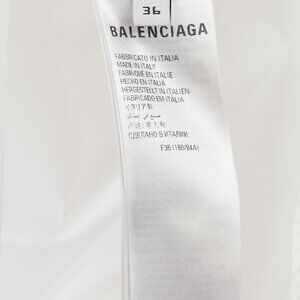 36
BALENCIAGA
FABBRICATO IN ITALIA
MADE IN ITALY
FABRIQUÉ EN ITALIE
HECHO EN ITALIA
HERGESTELLT IN ITALIEN
FABRICADO EM ITÁLIA
イタリア製
صنع في إيطاليا
СДЕЛАНО В ИТАЛИИ
F36 (160/84A)